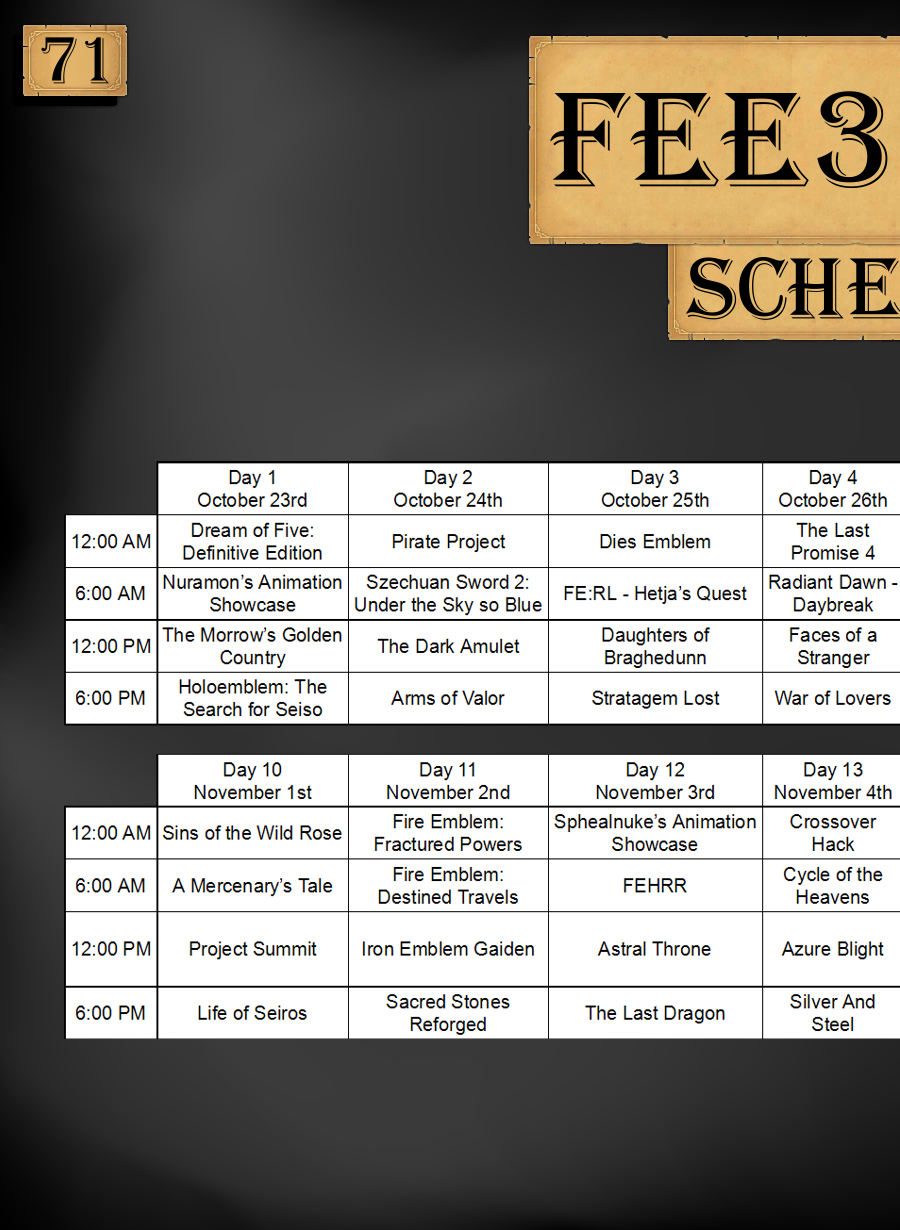 71
FEE3
SCHE
Day 1 Day 2 Day 3 Day 4
October 23rd October 24th October 25th October 26th
12:00 AM Dream of Five: Definitive Edition Pirate Project Dies Emblem The Last Promise 4
6:00 AM Nuramon’s Animation Showcase Szechuan Sword 2: Under the Sky so Blue FE:RL - Hetja’s Quest Radiant Dawn - Daybreak
12:00 PM The Morrow’s Golden Country The Dark Amulet Daughters of Braghedunn Faces of a Stranger
6:00 PM Holoemblem: The Search for Seiso Arms of Valor Stratagem Lost War of Lovers
Day 10 Day 11 Day 12 Day 13
November 1st November 2nd November 3rd November 4th
12:00 AM Sins of the Wild Rose Fire Emblem: Fractured Powers Sphealnuke’s Animation Showcase Crossover Hack
6:00 AM A Mercenary’s Tale Fire Emblem: Destined Travels FEHRR Cycle of the Heavens
12:00 PM Project Summit Iron Emblem Gaiden Astral Throne Azure Blight
6:00 PM Life of Seiros Sacred Stones Reforged The Last Dragon Silver And Steel